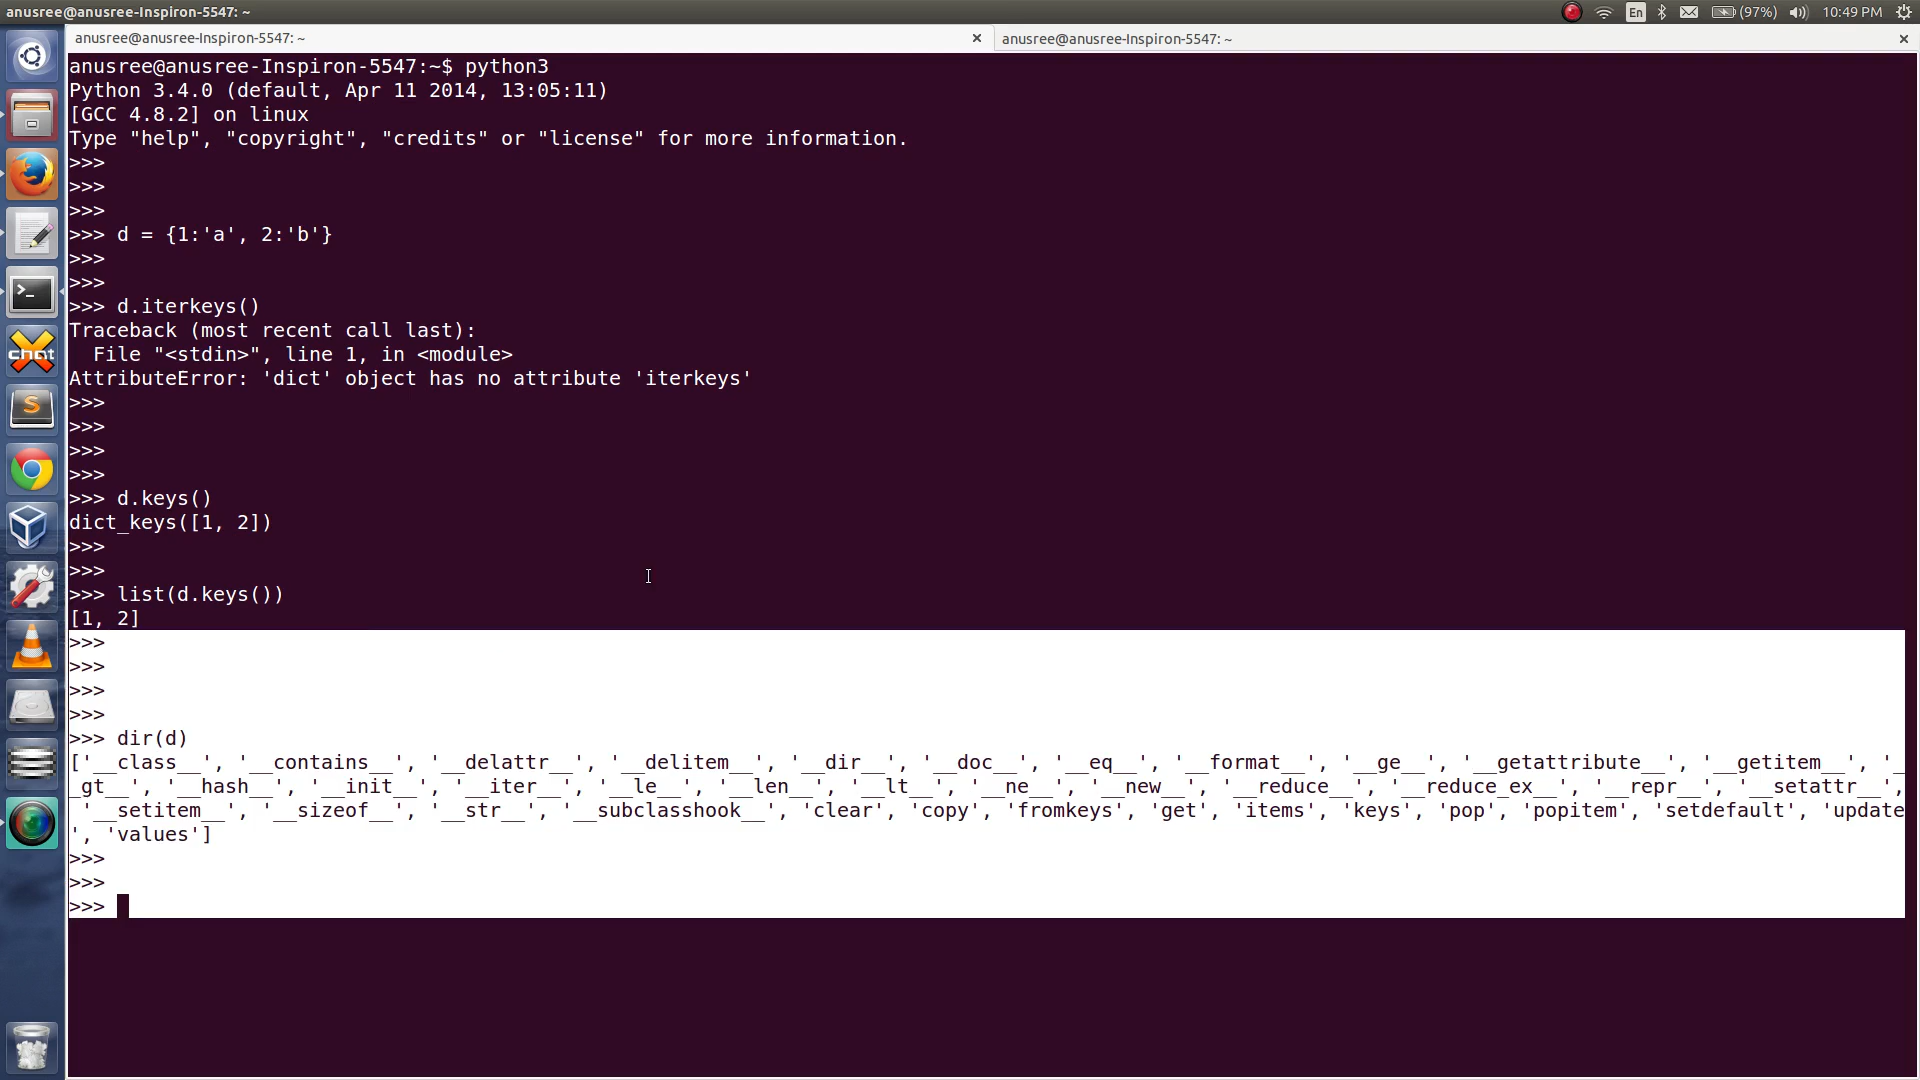 anusree@anusree-Inspiron-5547: ~
En
(97%)
10:49 PM
anusree@anusree-Inspiron-5547: ~
×
anusree@anusree-Inspiron-5547: ~
×
anusree@anusree-Inspiron-5547:~$ python3
Python 3.4.0 (default, Apr 11 2014, 13:05:11)
[GCC 4.8.2] on linux
Type "help", "copyright", "credits" or "license" for more information.
>>>
>>>
>>>
>>> d = {1:'a', 2:'b'}
>>>
>>>
>>> d.iterkeys()
Traceback (most recent call last):
  File "<stdin>", line 1, in <module>
AttributeError: 'dict' object has no attribute 'iterkeys'
>>>
>>>
>>>
>>>
>>> d.keys()
dict_keys([1, 2])
>>>
>>>
>>> list(d.keys())
[1, 2]
>>>
>>>
>>>
>>>
>>> dir(d)
['__class__', '__contains__', '__delattr__', '__delitem__', '__dir__', '__doc__', '__eq__', '__format__', '__ge__', '__getattribute__', '__getitem__', '_
_gt__', '__hash__', '__init__', '__iter__', '__le__', '__len__', '__lt__', '__ne__', '__new__', '__reduce__', '__reduce_ex__', '__repr__', '__setattr__',
 '__setitem__', '__sizeof__', '__str__', '__subclasshook__', 'clear', 'copy', 'fromkeys', 'get', 'items', 'keys', 'pop', 'popitem', 'setdefault', 'update
', 'values']
>>>
>>>
>>>
chat
S
>_